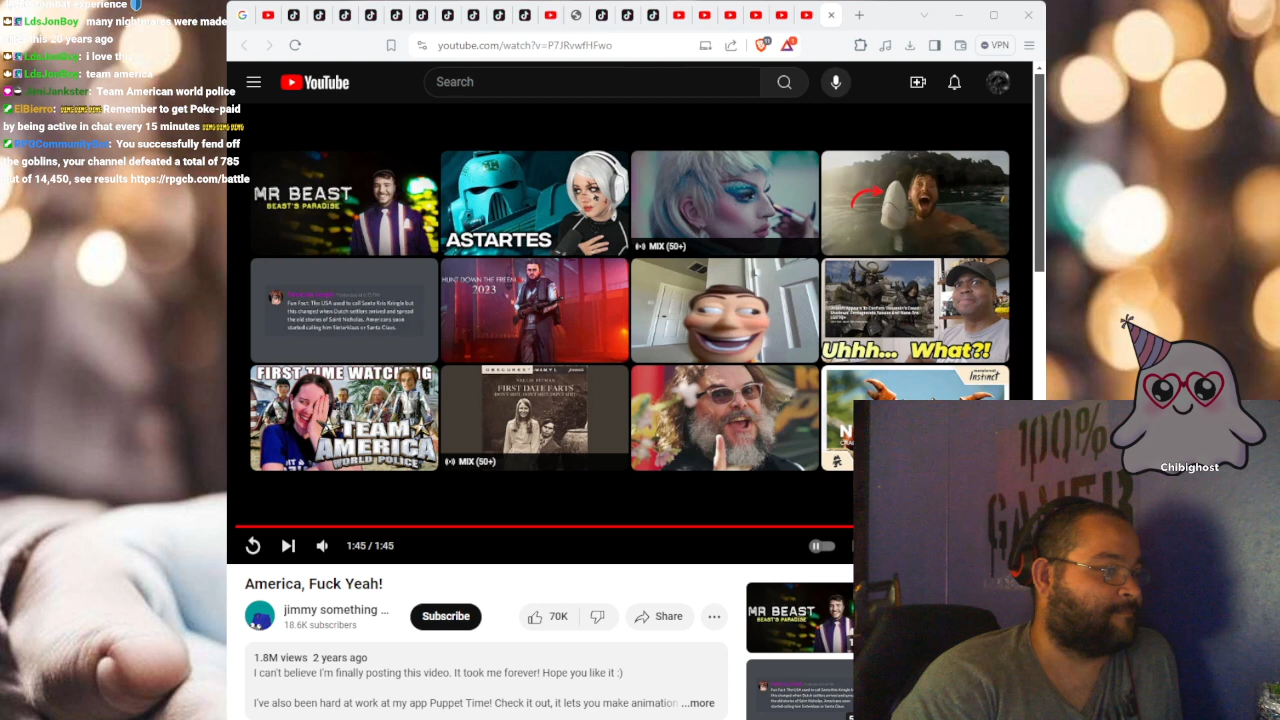 combat experience
LdsJonBoy: many nightmares were made
this 20 years ago
LdsJonBoy: i love
LdsJonBoy: team america
JimiJankster: Team American world police
ElBierro: Remember to get Poke-paid
by being active in chat every 15 minutes
RPGCommunityBot: You successfully fend off
the goblins, your channel defeated a total of 785
out of 14,450, see results https://rpgcb.com/battle
youtube.com/watch?v=P7JRvwfHFwo
VPN
YouTube
Search
MR BEAST
BEAST'S PARADISE
ASTARTES
MIX (50+)
Fun Fact: The USA used to call Santa Kris Kringle but
this changed when Dutch settlers arrived and spread
the old stories of Saint Nicholas. Americans soon
started calling him Sinterklaus or Santa Claus.
HUNT DOWN THE FREEM
2023
Uhhh... What?!
FIRST TIME WATCHING
TEAM
AMERICA
WORLD POLICE
FIRST DATE FARTS
MIX (50+)
Instinct
1:45 / 1:45
America, Fuck Yeah!
jimmy something ...
18.6K subscribers
Subscribe
70K
Share
1.8M views 2 years ago
I can't believe I'm finally posting this video. It took me forever! Hope you like it :)
I've also been hard at work at my app Puppet Time! Check it out, it lets you make animation ...more
MR BEAST
BEAST'S PARADISE
100%
GAMER
Chibighost